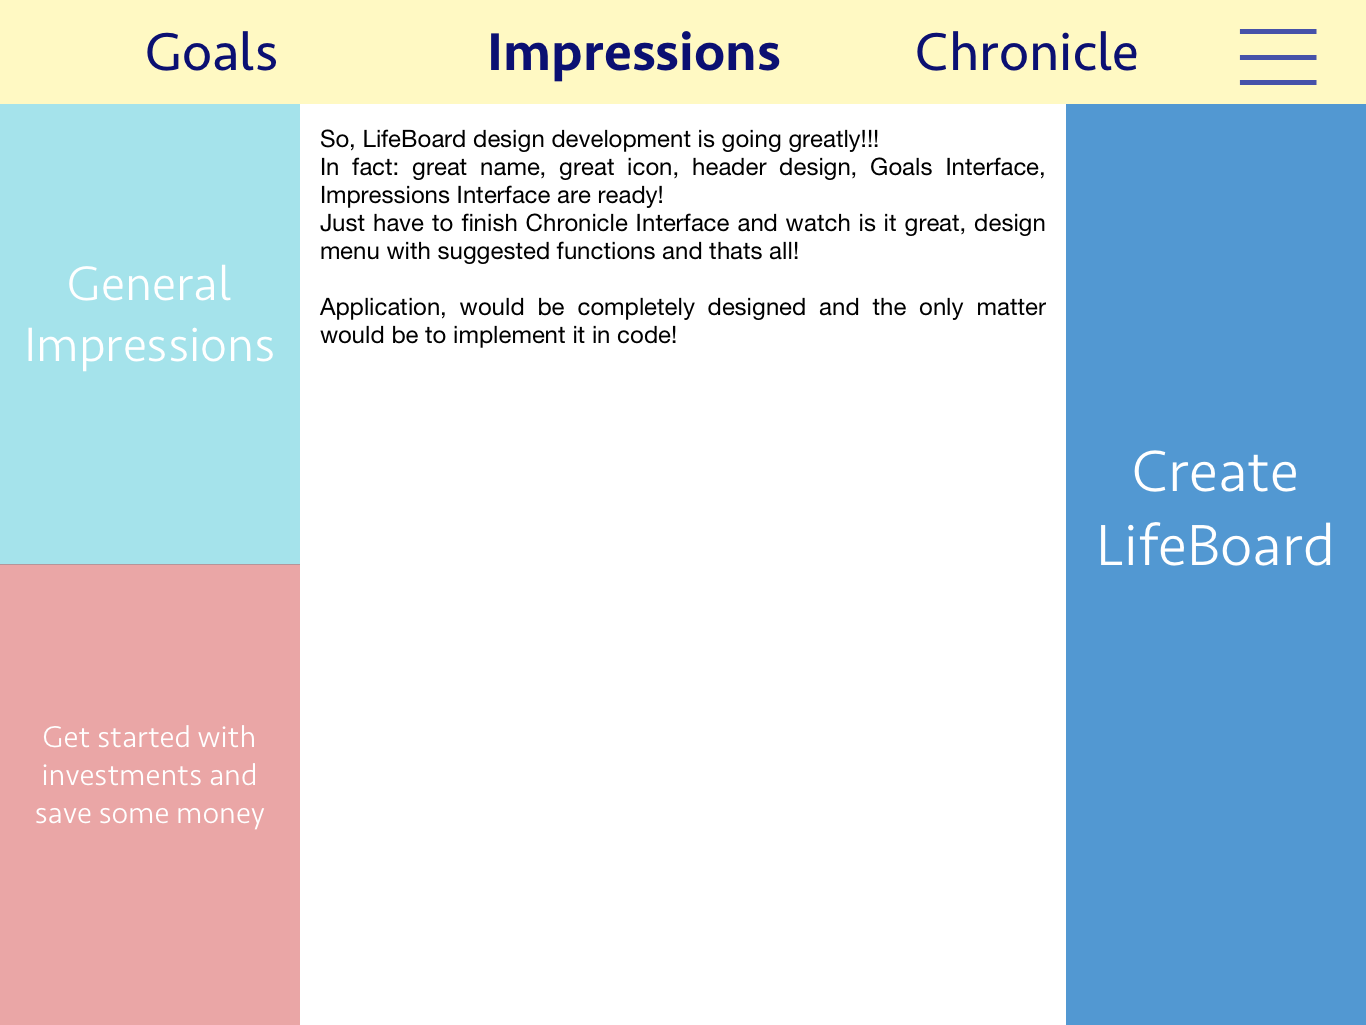 Goals Impressions Chronicle
General
Impressions
Get started with
investments and
save some money
So, LifeBoard design development is going greatly!!!
In fact: great name, great icon, header design, Goals Interface,
Impressions Interface are ready!
Just have to finish Chronicle Interface and watch is it great, design
menu with suggested functions and thats all!
Application, would be completely designed and the only matter
would be to implement it in code!
Create
LifeBoard